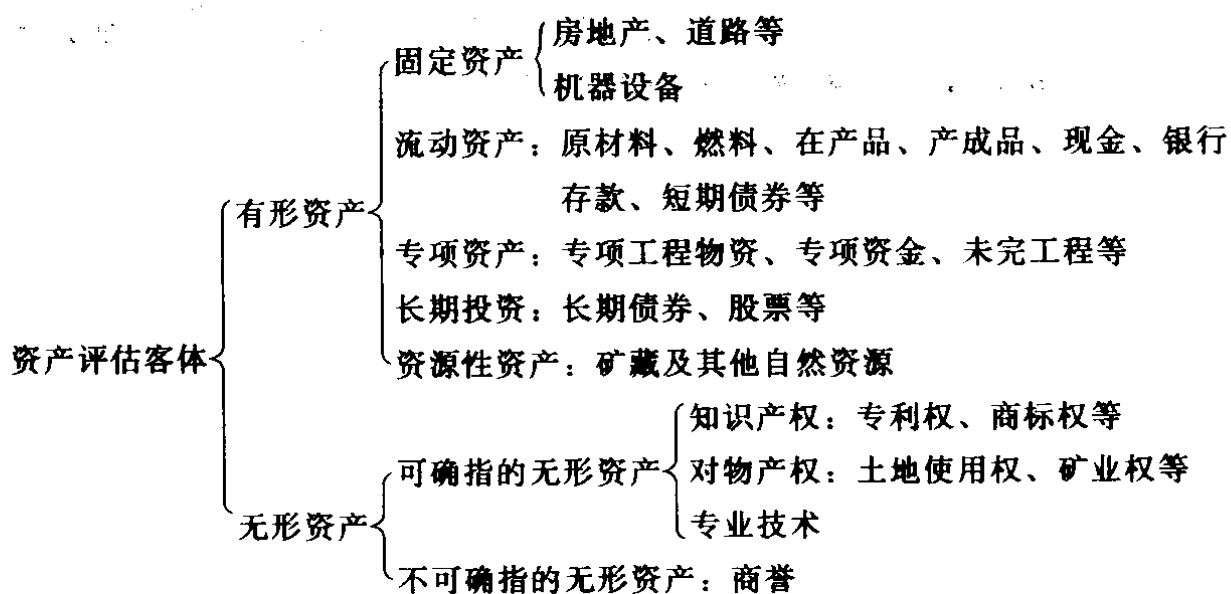 房地产、道路等
固定资产
机器设备
流动资产：原材料、燃料、在产品、产成品、现金、银行
存款、短期债券等
有形资产
专项资产：专项工程物资、专项资金、未完工程等
长期投资：长期债券、股票等
资产评估客体
资源性资产：矿藏及其他自然资源
知识产权：专利权、商标权等
可确指的无形资产
对物产权：土地使用权、矿业权等
专业技术
无形资产
不可确指的无形资产：商誉